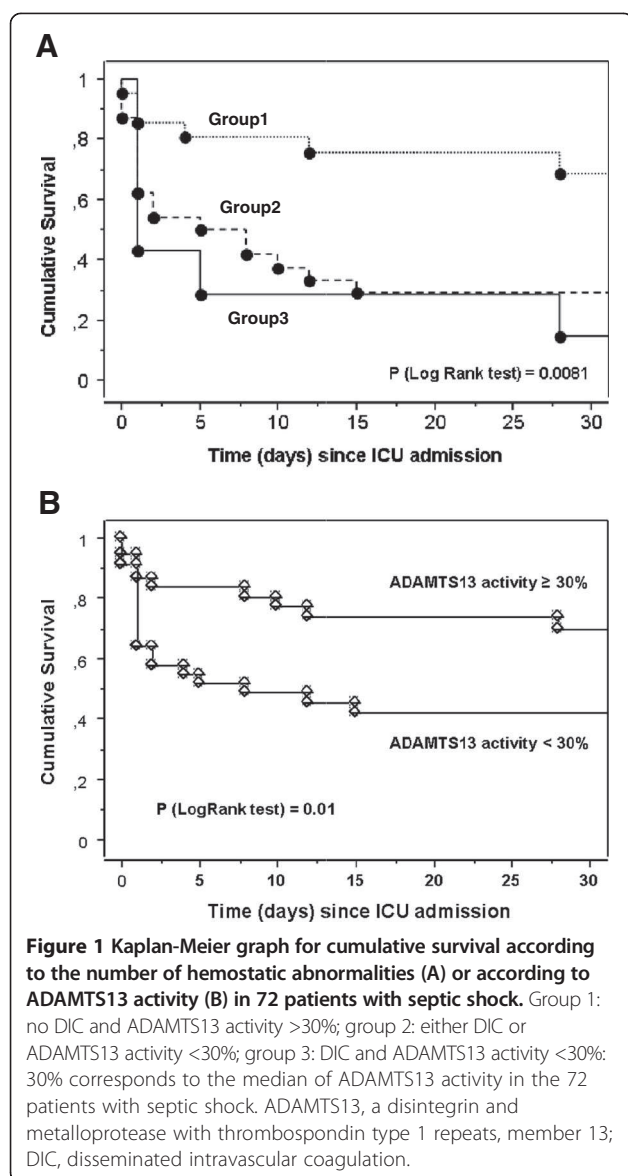 A
1
,8
,6
,4
,2
0
Cumulative Survival
Group1
Group2
Group3
P (Log Rank test) = 0.0081
0 5 10 15 20 25 30
Time (days) since ICU admission
B
1
,8
,6
,4
,2
0
Cumulative Survival
ADAMTS13 activity ≥ 30%
ADAMTS13 activity < 30%
P (LogRank test) = 0.01
0 5 10 15 20 25 30
Time (days) since ICU admission
Figure 1 Kaplan-Meier graph for cumulative survival according
to the number of hemostatic abnormalities (A) or according to
ADAMTS13 activity (B) in 72 patients with septic shock. Group 1:
no DIC and ADAMTS13 activity >30%; group 2: either DIC or
ADAMTS13 activity <30%; group 3: DIC and ADAMTS13 activity <30%:
30% corresponds to the median of ADAMTS13 activity in the 72
patients with septic shock. ADAMTS13, a disintegrin and
metalloprotease with thrombospondin type 1 repeats, member 13;
DIC, disseminated intravascular coagulation.